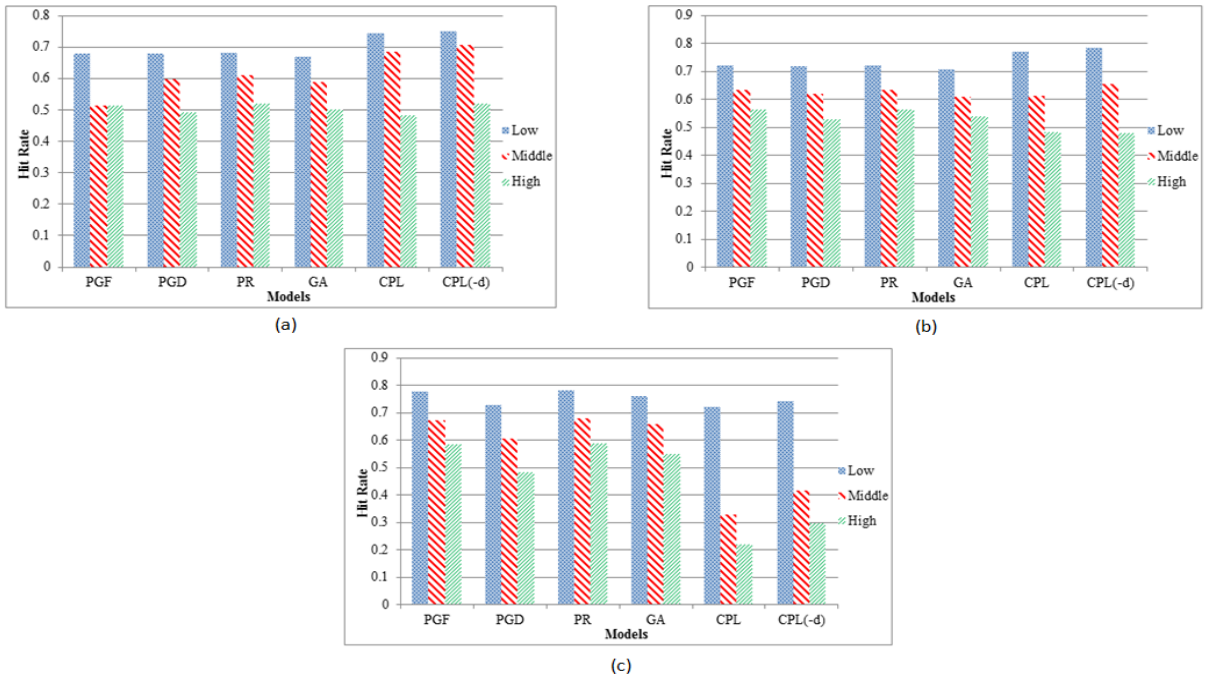 0.8
0.7
0.6
0.5
0.4
0.3
0.2
0.1
0
Hit Rate
PGF PGD PR GA CPL CPL(-d)
Models
Low
Middle
High
(a)
0.9
0.8
0.7
0.6
0.5
0.4
0.3
0.2
0.1
0
Hit Rate
PGF PGD PR GA CPL CPL(-d)
Models
Low
Middle
High
(b)
0.9
0.8
0.7
0.6
0.5
0.4
0.3
0.2
0.1
0
Hit Rate
PGF PGD PR GA CPL CPL(-d)
Models
Low
Middle
High
(c)